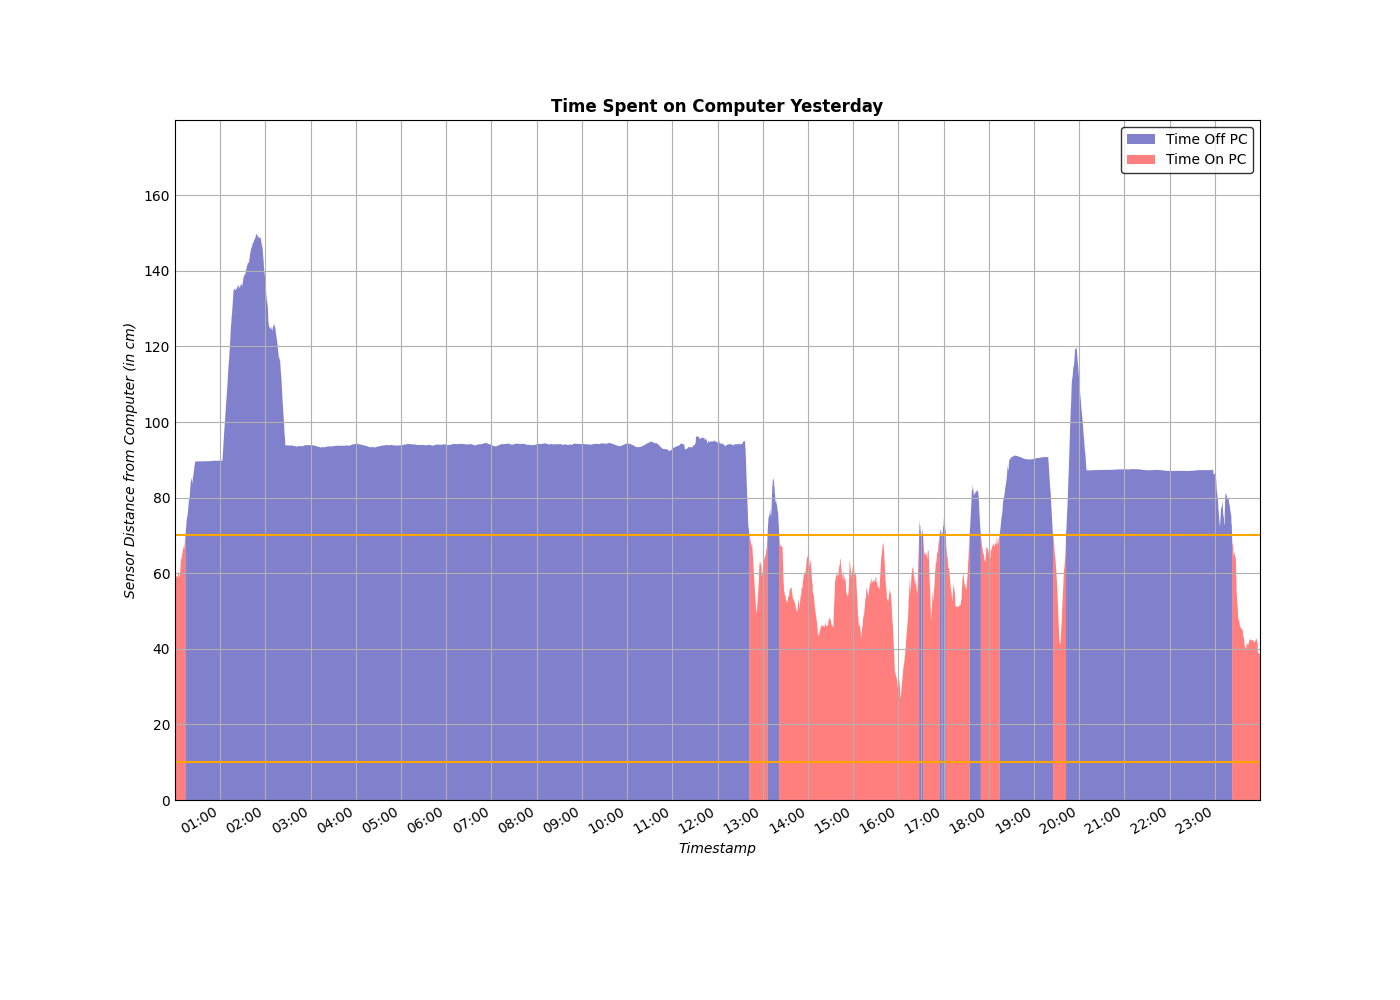 Time Spent on Computer Yesterday
Time Off PC
Time On PC
Sensor Distance from Computer (in cm)
160
140
120
100
80
60
40
20
0
01:00 02:00 03:00 04:00 05:00 06:00 07:00 08:00 09:00 10:00 11:00 12:00 13:00 14:00 15:00 16:00 17:00 18:00 19:00 20:00 21:00 22:00 23:00
Timestamp